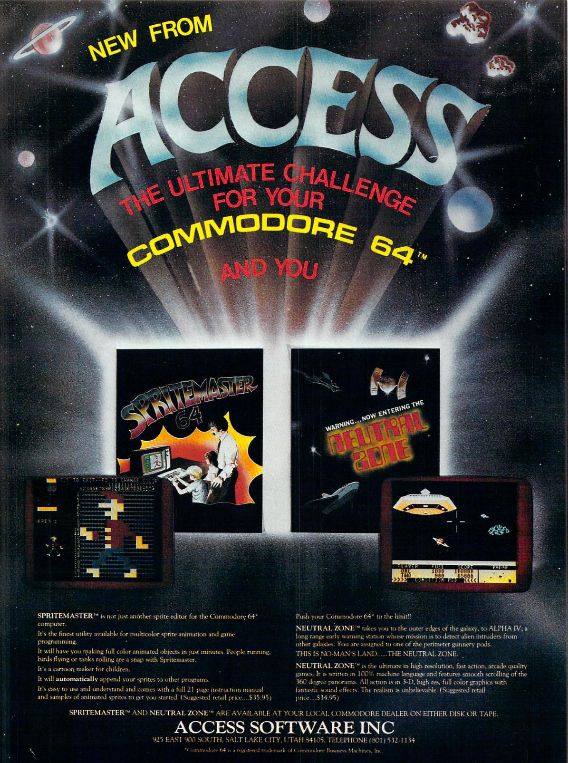 NEW FROM
ACCESS
THE ULTIMATE CHALLENGE
FOR YOUR
COMMODORE 64™
AND YOU
SPRITEMASTER
64
WARNING...NOW ENTERING THE
NEUTRAL
ZONE
SPRITEMASTER™ is not just another sprite editor for the Commodore 64*
computer.
It's the finest utility available for multicolor sprite animation and game
programming.
It will have you making full color animated objects in just minutes. People running,
birds flying or tanks rolling are a snap with Spritemaster.
It's a cartoon maker for children.
It will automatically append your sprites to other programs.
It's easy to use and understand and comes with a full 21 page instruction manual
and samples of animated sprites to get you started. (Suggested retail price...$35.95)
Push your Commodore 64* to the limit!!
NEUTRAL ZONE™ takes you to the outer edges of the galaxy, to ALPHA IV, a
long range early warning station whose mission is to detect alien intruders from
other galaxies. You are assigned to one of the perimeter gunnery pods.
THIS IS NO-MAN'S LAND.....THE NEUTRAL ZONE.
NEUTRAL ZONE™ is the ultimate in high resolution, fast action, arcade quality
games. It is written in 100% machine language and features smooth scrolling of the
360 degree panorama. All action is in 3-D, high res, full color graphics with
fantastic sound effects. The realism is unbelievable. (Suggested retail
price....$34.95)
SPRITEMASTER™ AND NEUTRAL ZONE™ ARE AVAILABLE AT YOUR LOCAL COMMODORE DEALER ON EITHER DISK OR TAPE.
ACCESS SOFTWARE INC
925 EAST 900 SOUTH, SALT LAKE CITY, UTAH 84105, TELEPHONE (801) 532-1134
*Commodore 64 is a registered trademark of Commodore Business Machines, Inc.